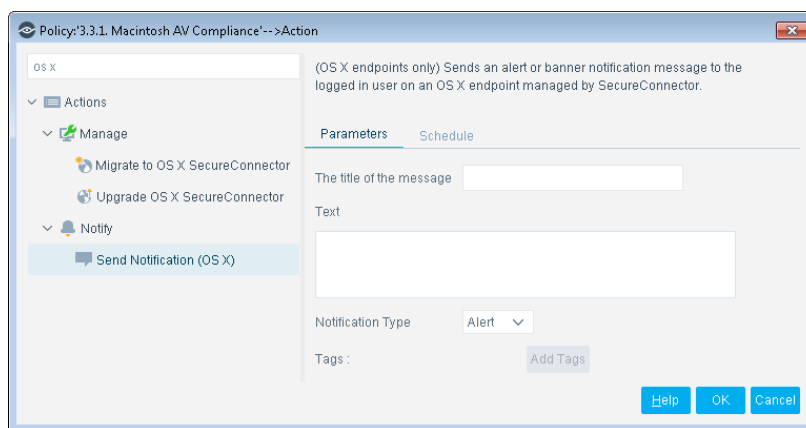 Policy:'3.3.1. Macintosh AV Compliance'-->Action
os x
Actions
Manage
Migrate to OS X SecureConnector
Upgrade OS X SecureConnector
Notify
Send Notification (OS X)
(OS X endpoints only) Sends an alert or banner notification message to the
logged in user on an OS X endpoint managed by SecureConnector.
Parameters Schedule
The title of the message
Text
Notification Type Alert
Tags : Add Tags
Help OK Cancel